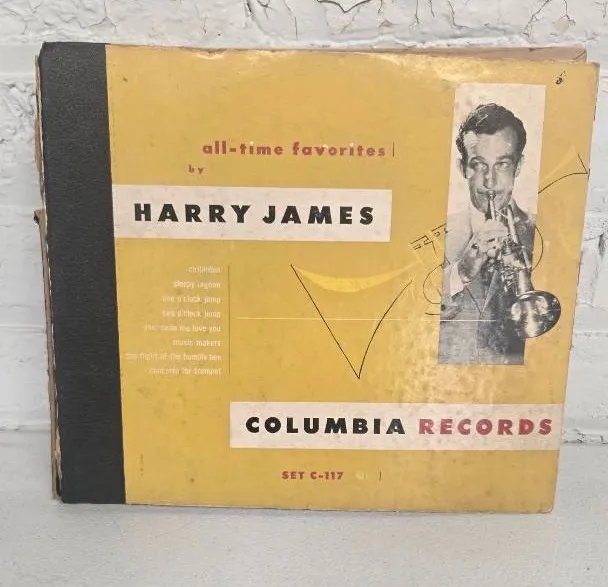 all-time favorites
by
HARRY JAMES
ciribiribin
sleepy lagoon
one o'clock jump
two o'clock jump
you made me love you
music makers
the flight of the bumble bee
concerto for trumpet
COLUMBIA RECORDS
SET C-117